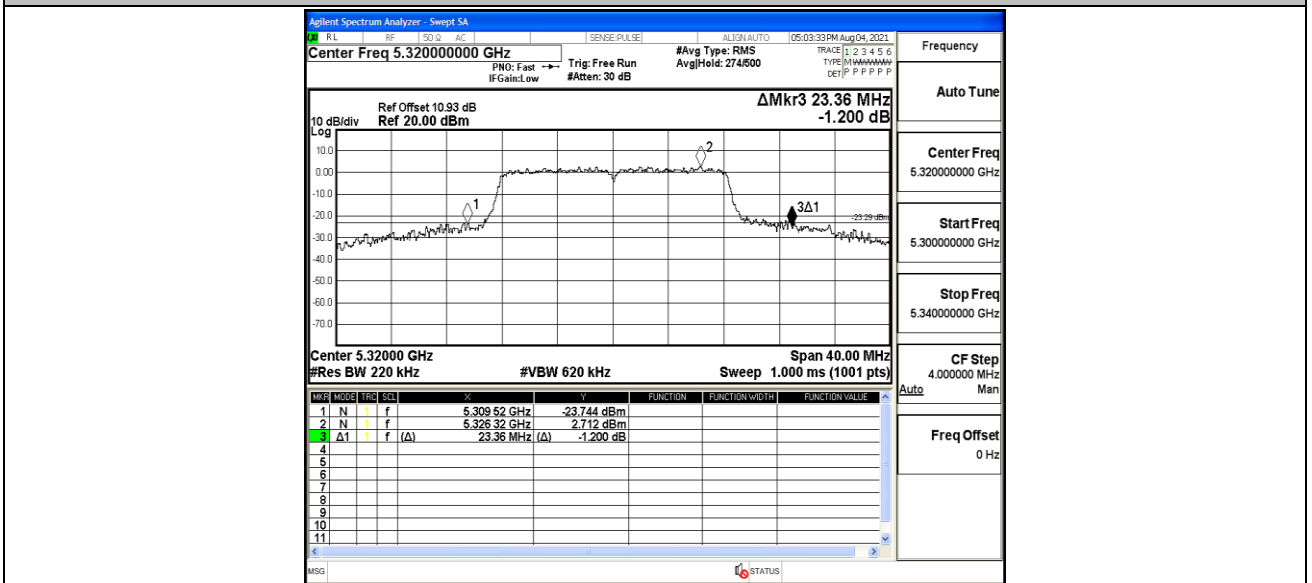 Agilent Spectrum Analyzer - Swept SA
LXI RL RF 50 Ω AC SENSE:PULSE ALIGN AUTO 05:03:33 PM Aug 04, 2021
Center Freq 5.320000000 GHz
PNO: Fast
IFGain:Low
Trig: Free Run
#Atten: 30 dB
#Avg Type: RMS
Avg|Hold: 274/500
TRACE 1 2 3 4 5 6
TYPE M W W W W W
DET P P P P P P
Ref Offset 10.93 dB
Ref 20.00 dBm
10 dB/div
Log
ΔMkr3 23.36 MHz
-1.200 dB
10.0
0.00
-10.0
-20.0
-30.0
-40.0
-50.0
-60.0
-70.0
1
2
3Δ1
-23.29 dBm
Center 5.32000 GHz Span 40.00 MHz
#Res BW 220 kHz #VBW 620 kHz Sweep 1.000 ms (1001 pts)
MKR MODE TRC SCL X Y FUNCTION FUNCTION WIDTH FUNCTION VALUE
1 N 1 f 5.309 52 GHz -23.744 dBm
2 N 1 f 5.326 32 GHz 2.712 dBm
3 Δ1 1 f (Δ) 23.36 MHz (Δ) -1.200 dB
4
5
6
7
8
9
10
11
MSG STATUS
Frequency
Auto Tune
Center Freq
5.320000000 GHz
Start Freq
5.300000000 GHz
Stop Freq
5.340000000 GHz
CF Step
4.000000 MHz
Auto Man
Freq Offset
0 Hz